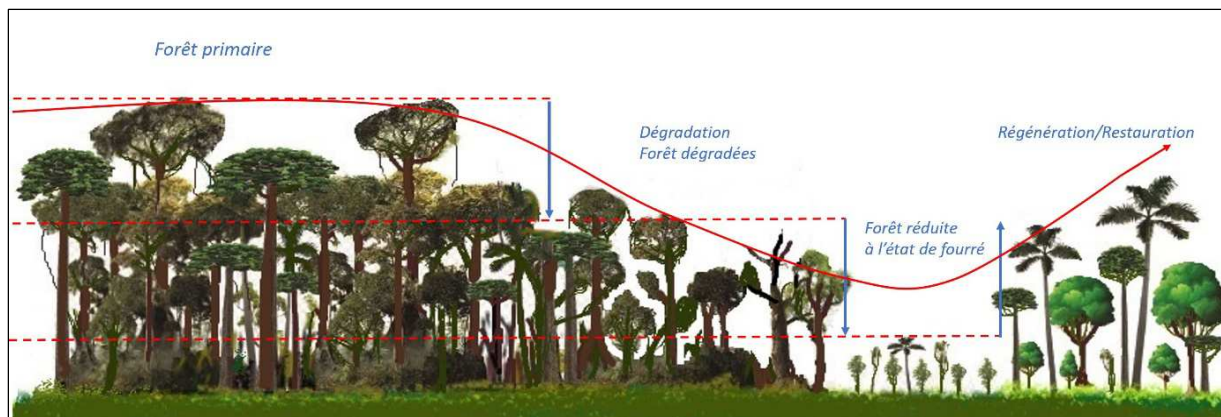 Forêt primaire
Dégradation
Forêt dégradées
Forêt réduite
à l'état de fourré
Régénération/Restauration